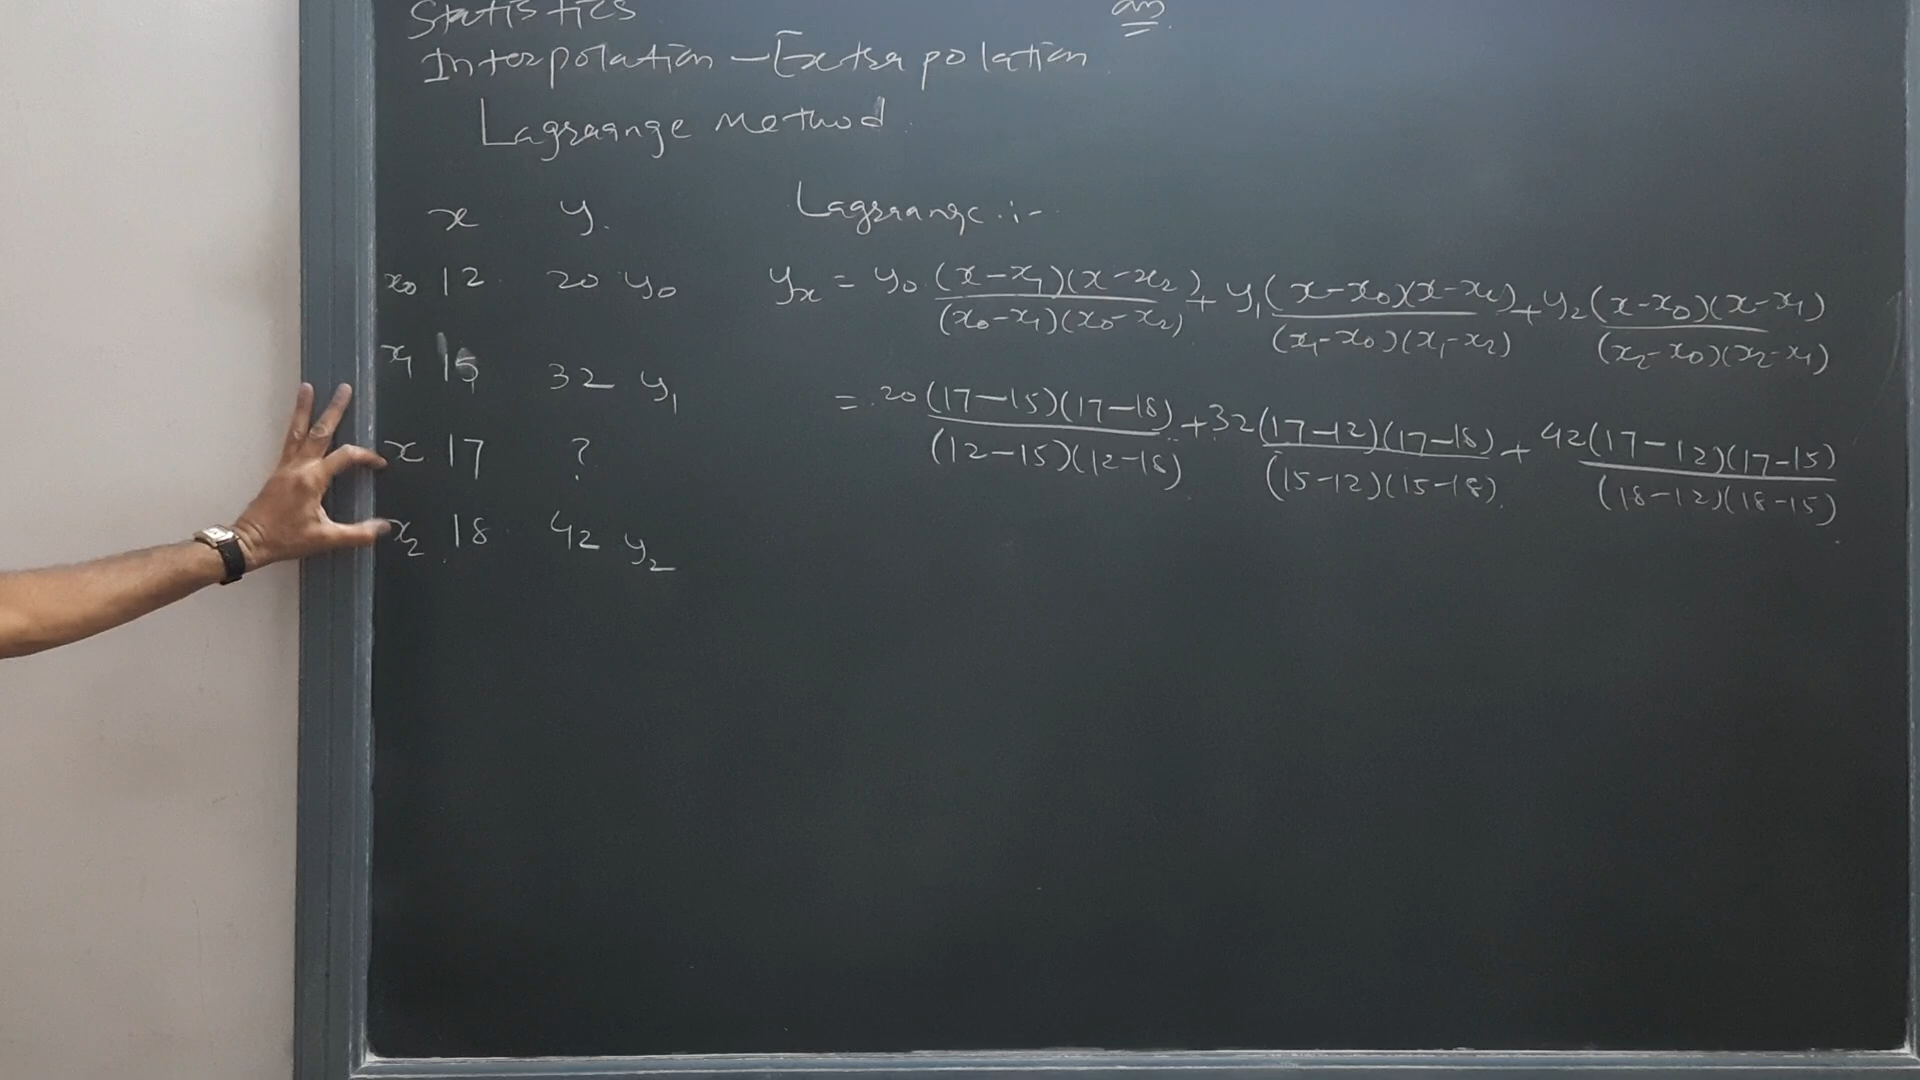 Statistics
Interpolation - Extrapolation
Lagrange Method
x y
x₀ 12 20 y₀
x₁ 15 32 y₁
x 17 ?
x₂ 18 42 y₂
Lagrange :-
yₓ = y₀ (x-x₁)(x-x₂)/(x₀-x₁)(x₀-x₂) + y₁ (x-x₀)(x-x₂)/(x₁-x₀)(x₁-x₂) + y₂ (x-x₀)(x-x₁)/(x₂-x₀)(x₂-x₁)
= 20 (17-15)(17-18)/(12-15)(12-18) + 32 (17-12)(17-18)/(15-12)(15-18) + 42 (17-12)(17-15)/(18-12)(18-15)